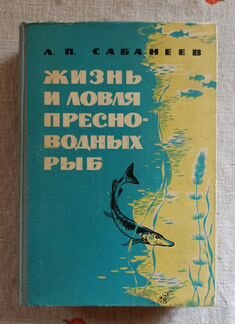 Л. П. САБАНЕЕВ
ЖИЗНЬ
И ЛОВЛЯ
ПРЕСНО-
ВОДНЫХ
РЫБ